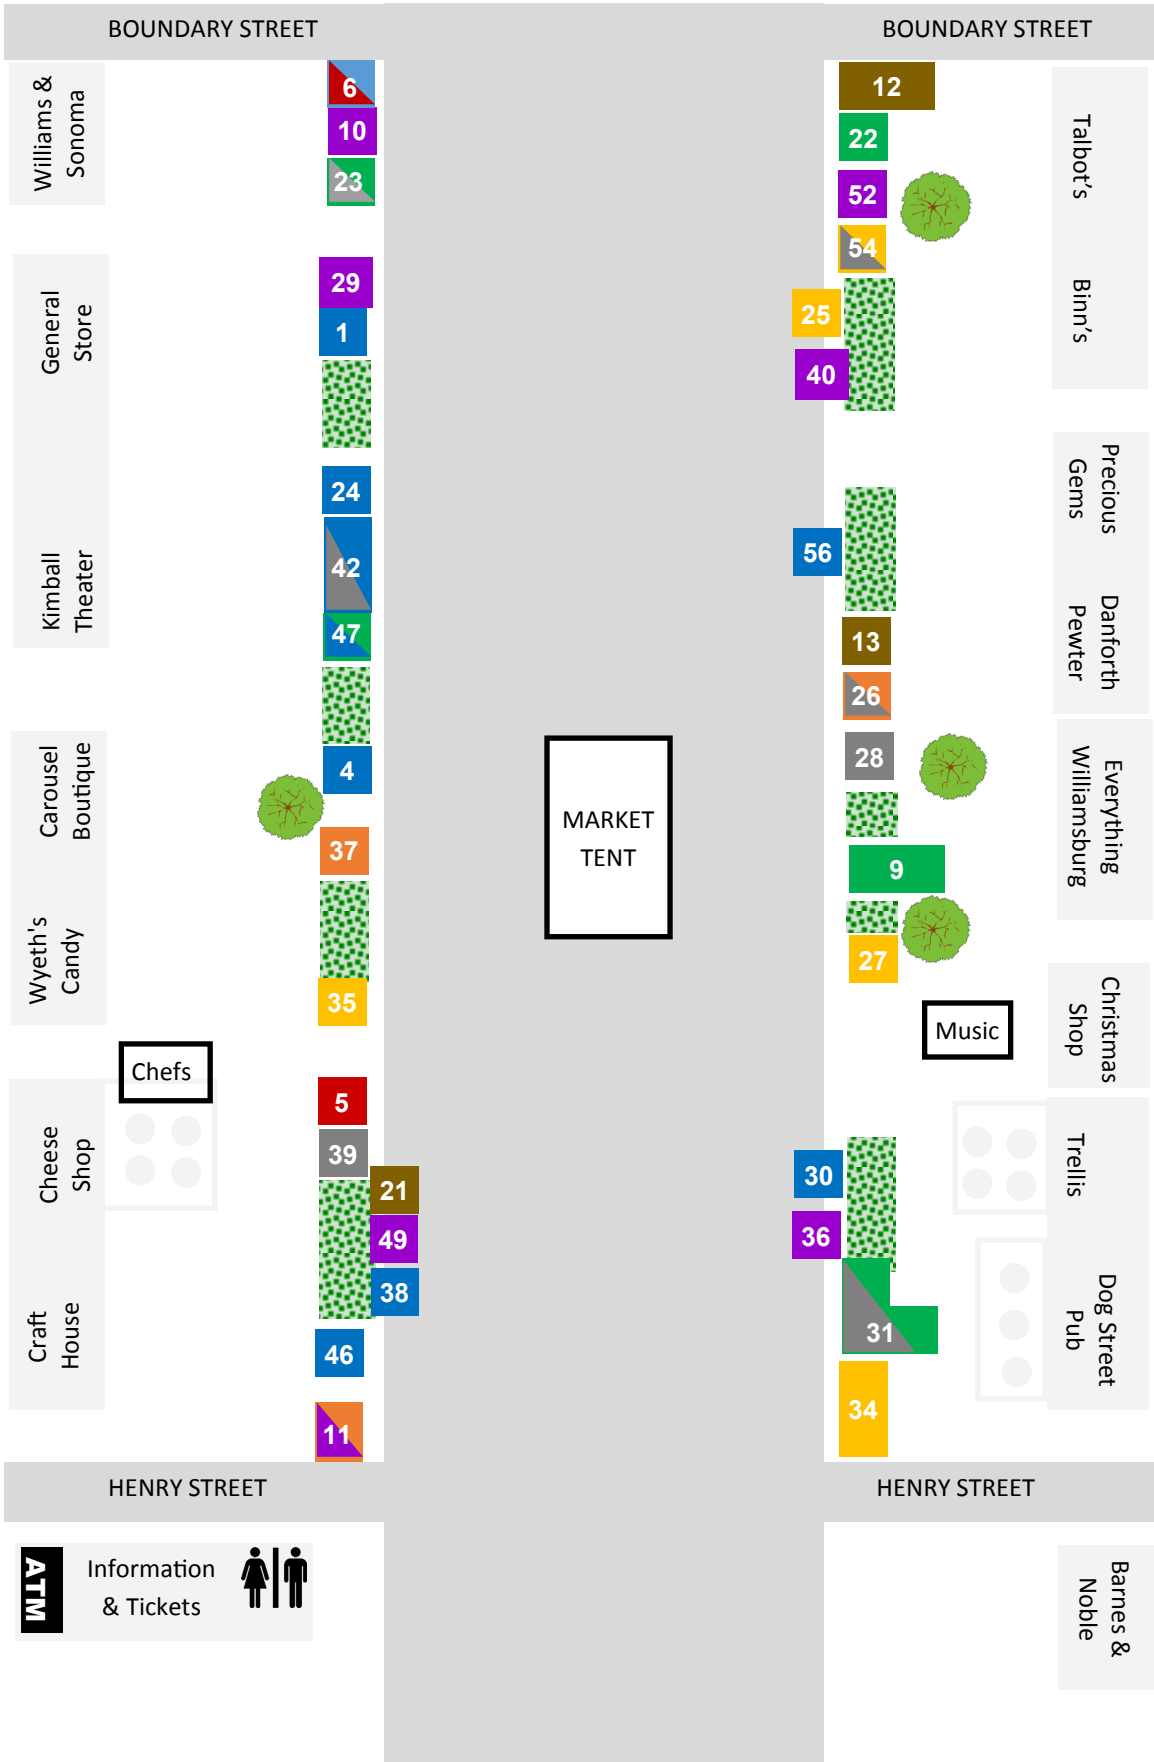 BOUNDARY STREET
BOUNDARY STREET
Williams &
Sonoma
6
10
23
12
22
52
54
Talbot's
General
Store
29
1
25
40
Binn's
Kimball
Theater
24
42
47
56
13
26
Precious
Gems
Danforth
Pewter
Carousel
Boutique
4
37
MARKET
TENT
28
9
27
Everything
Williamsburg
Wyeth's
Candy
35
Music
Christmas
Shop
Chefs
Cheese
Shop
5
39
21
49
38
30
36
Trellis
Craft
House
46
11
31
34
Dog Street
Pub
HENRY STREET
HENRY STREET
ATM
Information
& Tickets
Barnes &
Noble